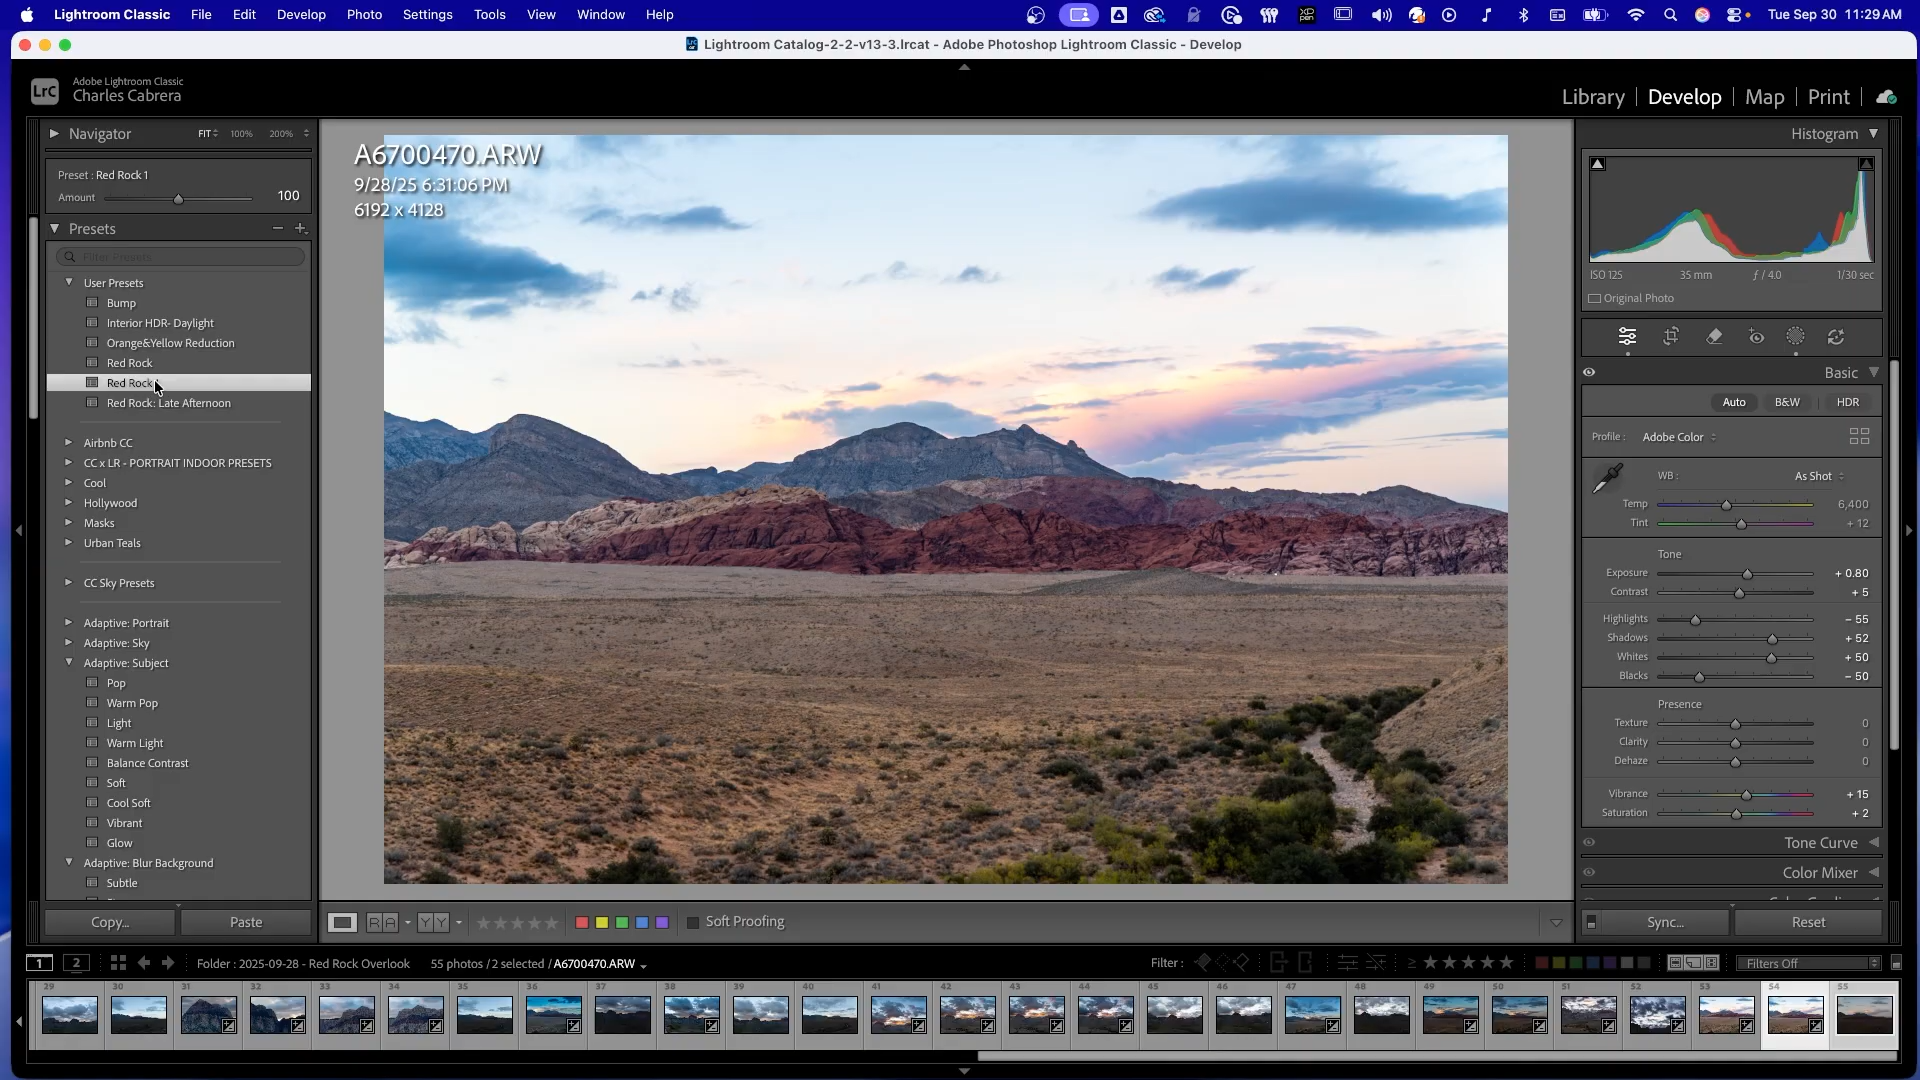 Lightroom Classic File Edit Develop Photo Settings Tools View Window Help Tue Sep 30 11:29 AM
Lightroom Catalog-2-2-v13-3.lrcat - Adobe Photoshop Lightroom Classic - Develop
LrC
Adobe Lightroom Classic
Charles Cabrera
Library | Develop | Map | Print
Navigator FIT 100% 200%
Preset : Red Rock 1
Amount 100
Presets
Filter Presets
User Presets
Bump
Interior HDR- Daylight
Orange&Yellow Reduction
Red Rock
Red Rock
Red Rock: Late Afternoon
Airbnb CC
CC x LR - PORTRAIT INDOOR PRESETS
Cool
Hollywood
Masks
Urban Teals
CC Sky Presets
Adaptive: Portrait
Adaptive: Sky
Adaptive: Subject
Pop
Warm Pop
Light
Warm Light
Balance Contrast
Soft
Cool Soft
Vibrant
Glow
Adaptive: Blur Background
Subtle
Copy... Paste
A6700470.ARW
9/28/25 6:31:06 PM
6192 x 4128
RA YY Soft Proofing
Histogram
ISO 125 35 mm ƒ / 4.0 1/30 sec
Original Photo
Basic
Auto B&W HDR
Profile : Adobe Color
WB : As Shot
Temp 6,400
Tint + 12
Tone
Exposure + 0.80
Contrast + 5
Highlights – 55
Shadows + 52
Whites + 50
Blacks – 50
Presence
Texture 0
Clarity 0
Dehaze 0
Vibrance + 15
Saturation + 2
Tone Curve
Color Mixer
Sync... Reset
1 2 Folder : 2025-09-28 - Red Rock Overlook 55 photos / 2 selected / A6700470.ARW Filter : ≥ Filters Off
29 30 31 32 33 34 35 36 37 38 39 40 41 42 43 44 45 46 47 48 49 50 51 52 53 54 55